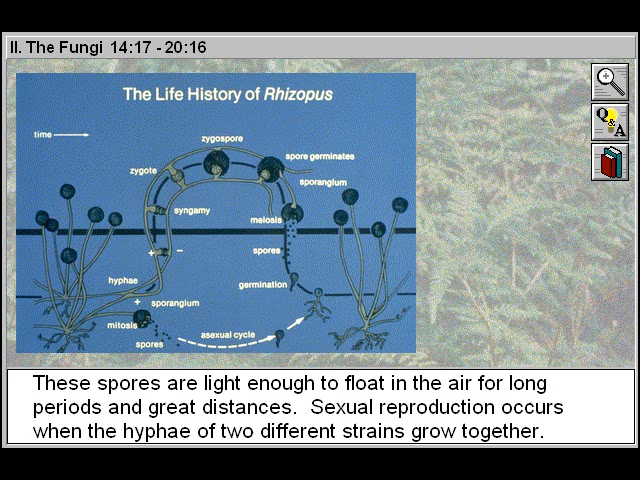 II. The Fungi 14:17 - 20:16
The Life History of Rhizopus
time
zygospore
zygote
spore germinates
sporangium
syngamy
meiosis
+ −
spores
hyphae
germination
+
sporangium
mitosis
asexual cycle
spores
Q&A
These spores are light enough to float in the air for long
periods and great distances. Sexual reproduction occurs
when the hyphae of two different strains grow together.